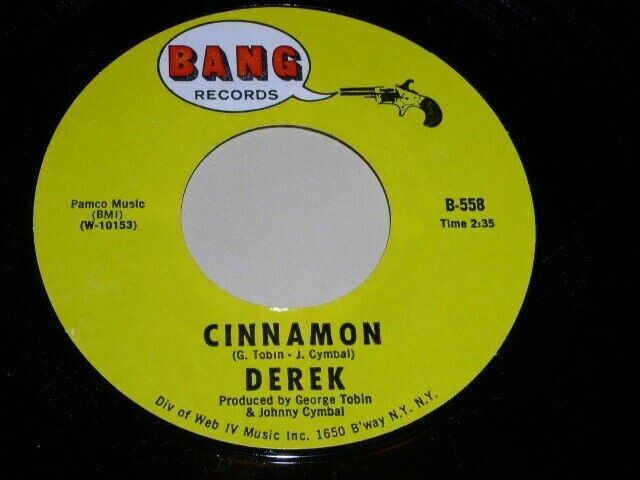 BANG
RECORDS
Pamco Music
(BMI)
(W-10153)
B-558
Time 2:35
CINNAMON
(G. Tobin - J. Cymbal)
DEREK
Produced by George Tobin
& Johnny Cymbal
Div of Web IV Music Inc. 1650 B'way N.Y. N.Y.